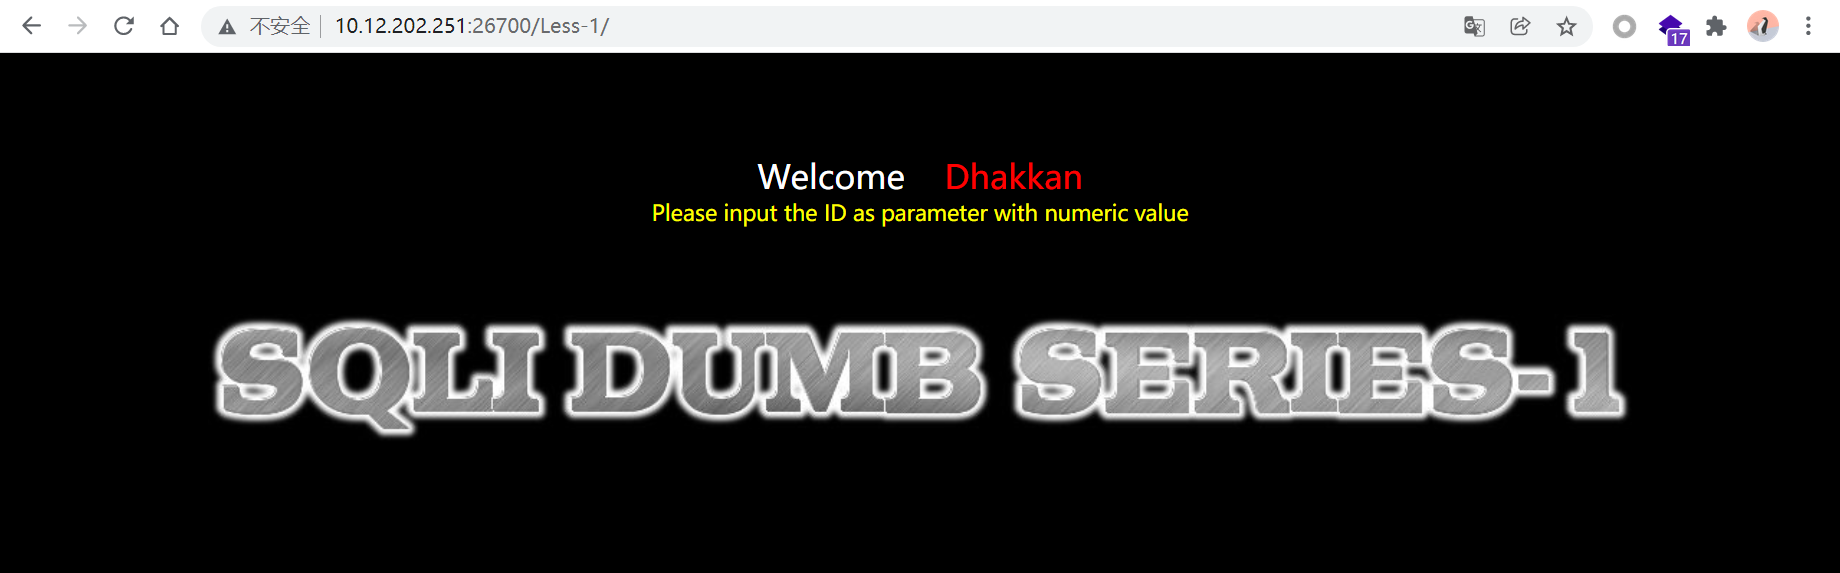 不安全 10.12.202.251:26700/Less-1/
17
Welcome Dhakkan
Please input the ID as parameter with numeric value
SQLI DUMB SERIES-1